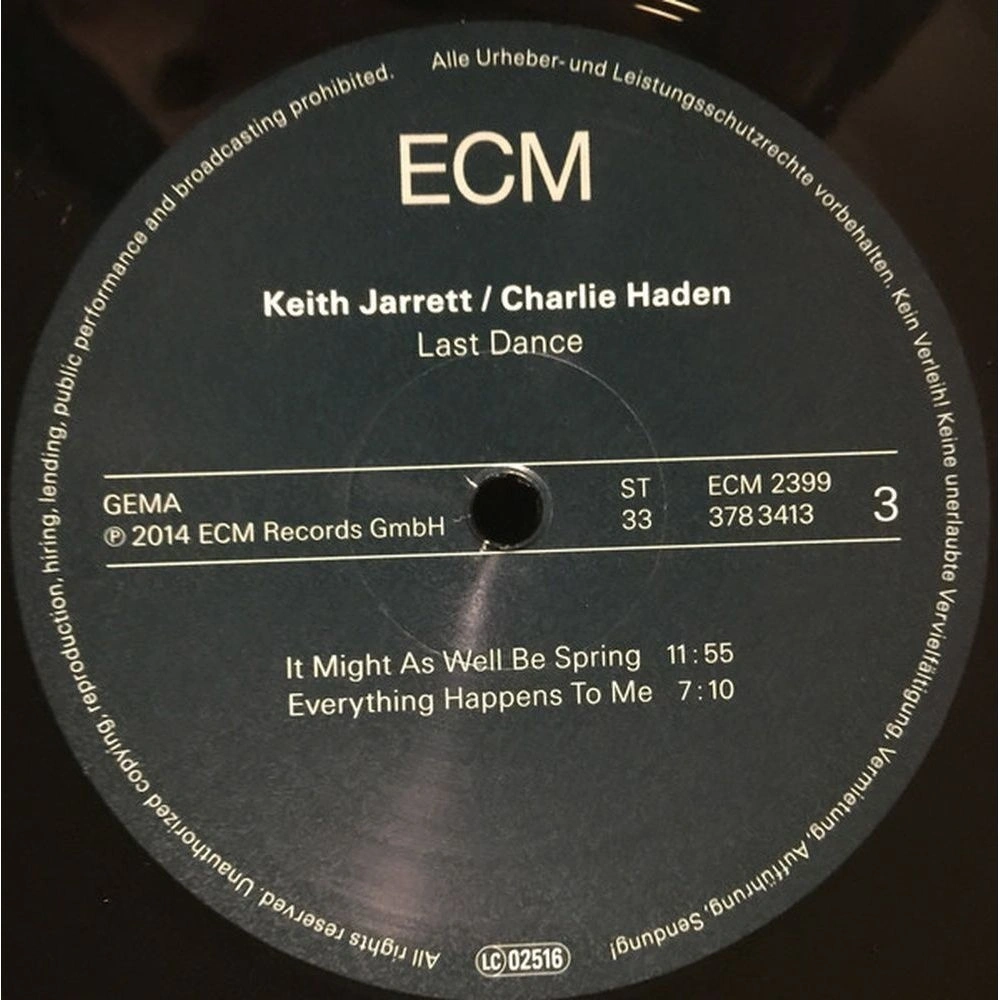 ECM
Keith Jarrett / Charlie Haden
Last Dance
GEMA
℗ 2014 ECM Records GmbH
ST
33
ECM 2399
378 3413
3
It Might As Well Be Spring 11:55
Everything Happens To Me 7:10
All rights reserved. Unauthorized copying, reproduction, hiring, lending, public performance and broadcasting prohibited.
Alle Urheber- und Leistungsschutzrechte vorbehalten. Kein Verleih! Keine unerlaubte Vervielfältigung, Vermietung, Aufführung, Sendung!
LC 02516